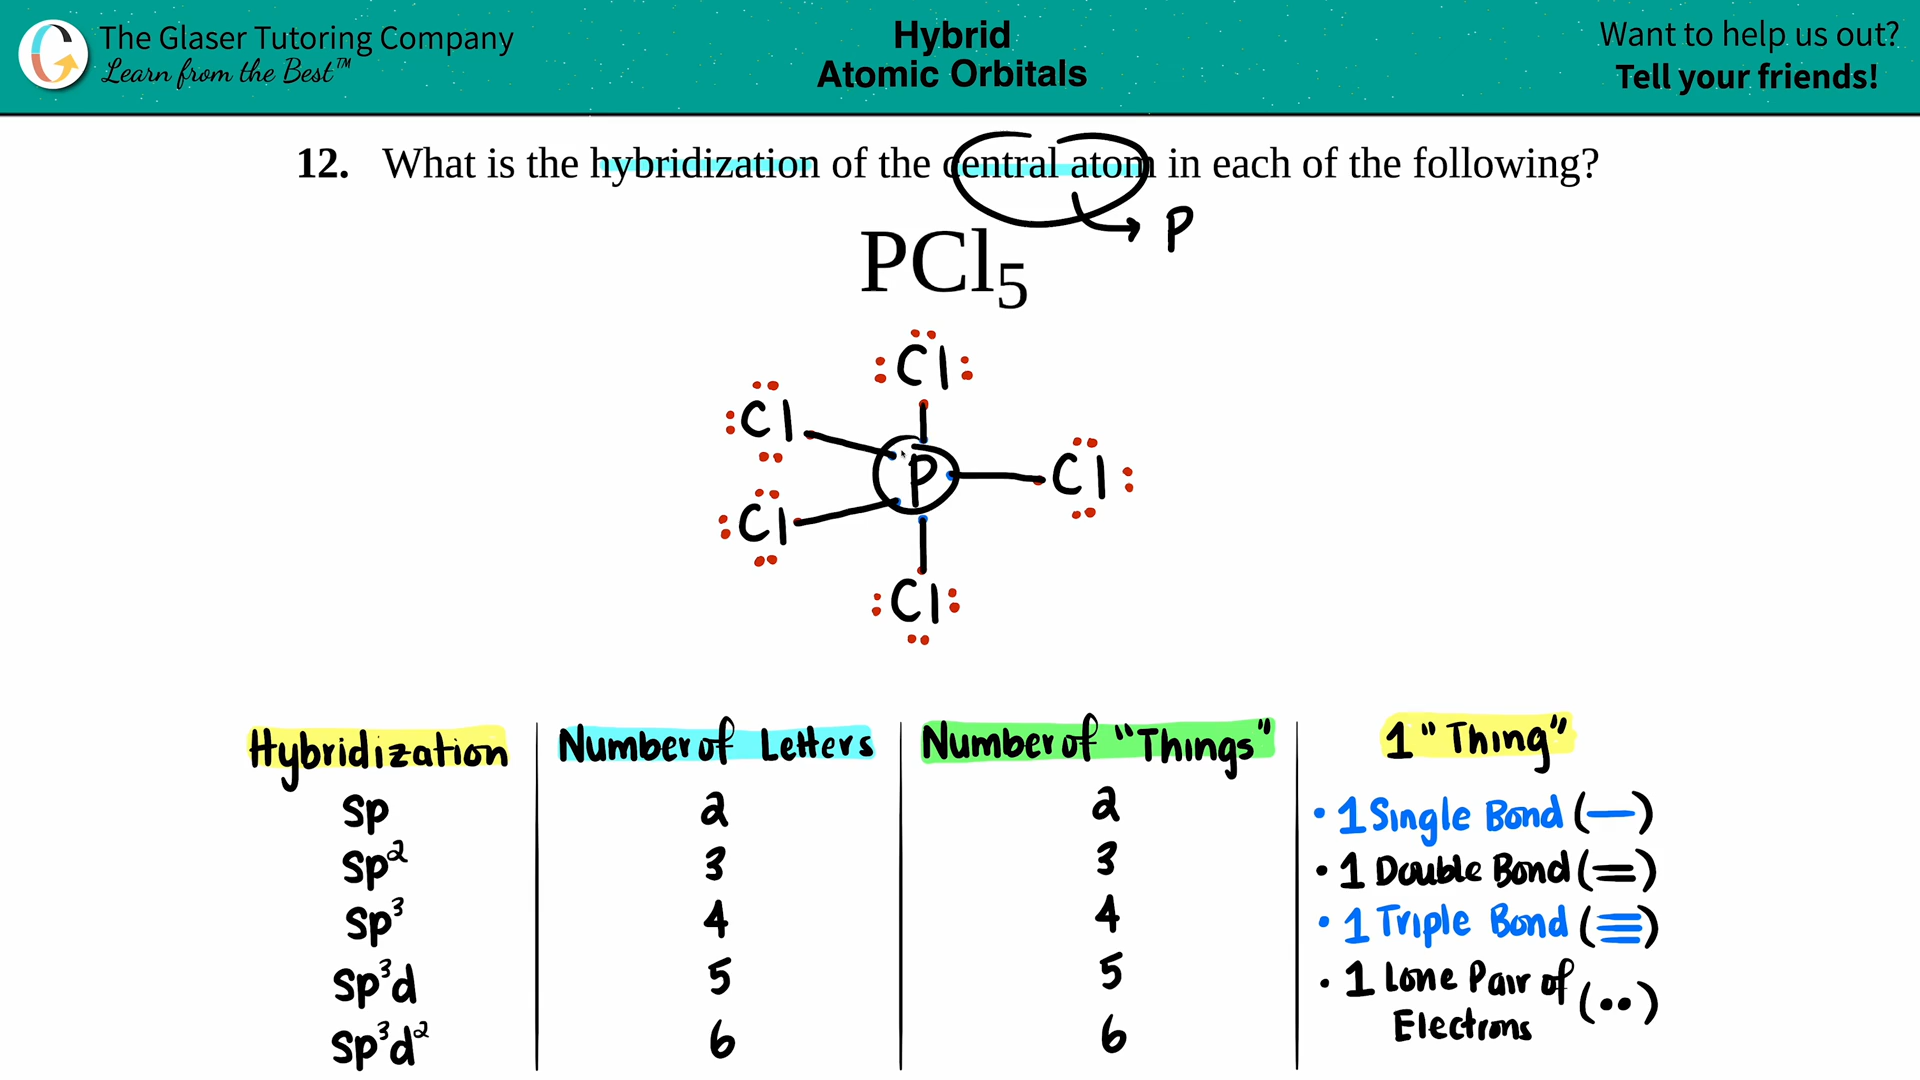 The Glaser Tutoring Company
Learn from the Best™
Hybrid
Atomic Orbitals
Want to help us out?
Tell your friends!
12. What is the hybridization of the central atom in each of the following?
P
PCl₅
:Cl:
:Cl
P
Cl:
:Cl
:Cl:
Hybridization Number of Letters Number of "Things" 1 "Thing"
Sp 2 2 • 1 Single Bond (—)
Sp² 3 3 • 1 Double Bond (=)
Sp³ 4 4 • 1 Triple Bond (≡)
Sp³d 5 5 • 1 Lone Pair of Electrons (••)
Sp³d² 6 6